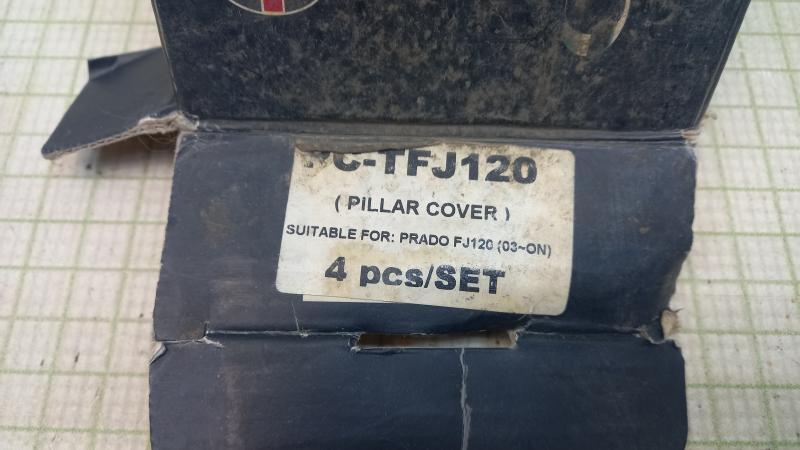 C-TFJ120
( PILLAR COVER )
SUITABLE FOR: PRADO FJ120 (03~ON)
4 pcs/SET